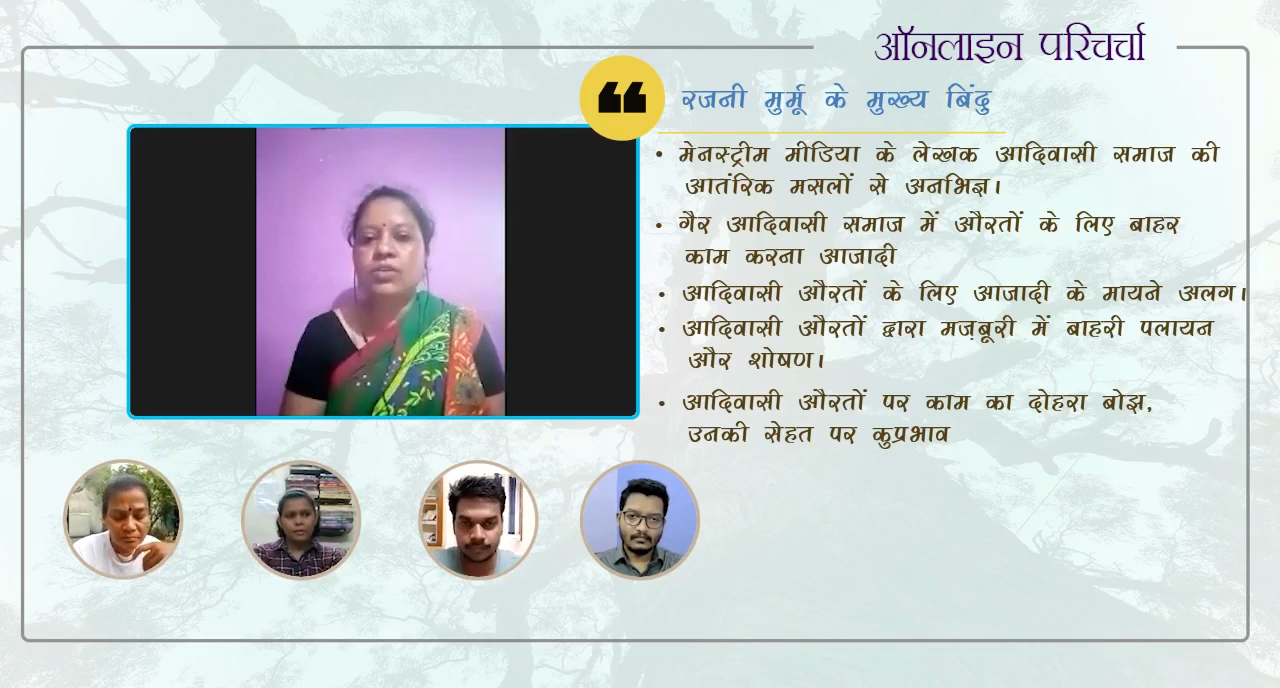 ऑनलाइन परिचर्चा
रजनी मुर्मू के मुख्य बिंदु
• मेनस्ट्रीम मीडिया के लेखक आदिवासी समाज की
आतंरिक मसलों से अनभिज्ञ।
• गैर आदिवासी समाज में औरतों के लिए बाहर
काम करना आजादी
• आदिवासी औरतों के लिए आजादी के मायने अलग।
• आदिवासी औरतों द्वारा मज़बूरी में बाहरी पलायन
और शोषण।
• आदिवासी औरतों पर काम का दोहरा बोझ,
उनकी सेहत पर कुप्रभाव